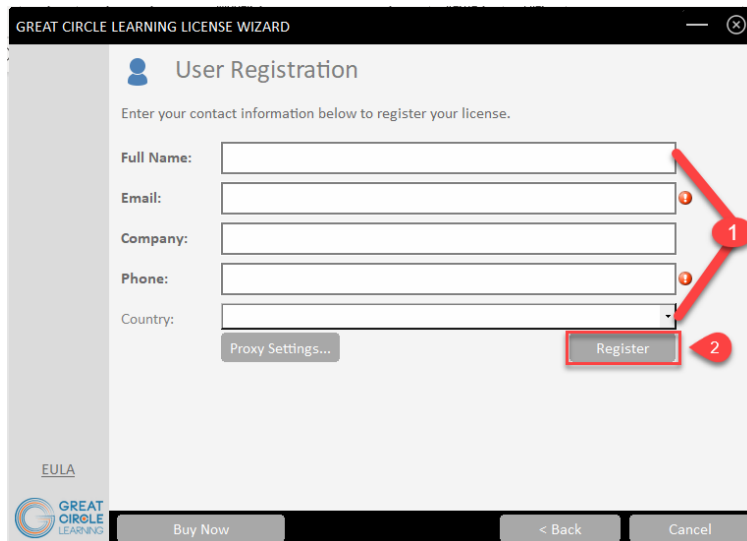 GREAT CIRCLE LEARNING LICENSE WIZARD
User Registration
Enter your contact information below to register your license.
Full Name:
Email:
Company:
1
Phone:
Country:
Proxy Settings...
Register
2
EULA
GREAT
CIRCLE
LEARNING
Buy Now
< Back
Cancel